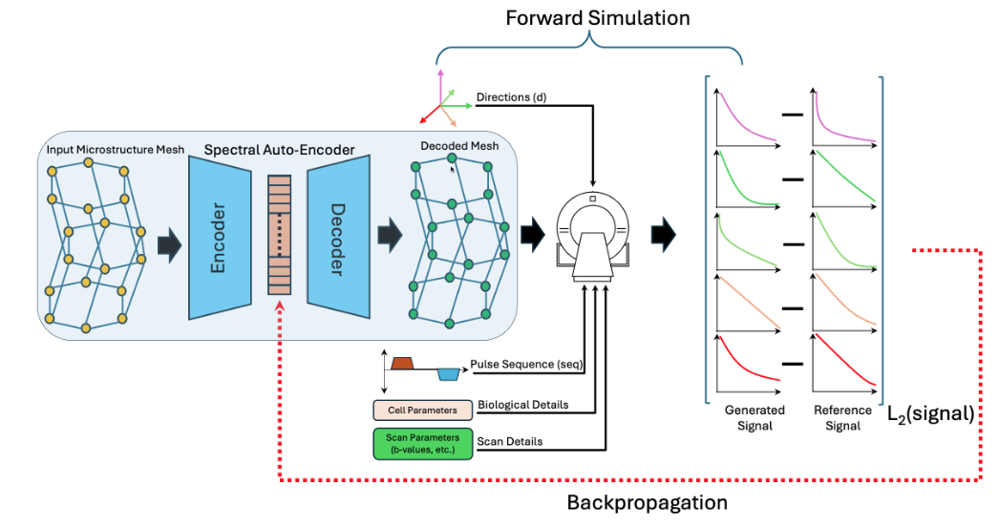 Forward Simulation
Directions (d)
Input Microstructure Mesh
Spectral Auto-Encoder
Decoded Mesh
Encoder
Decoder
Pulse Sequence (seq)
Cell Parameters
Biological Details
Scan Parameters
(b-values, etc.)
Scan Details
Generated
Signal
Reference
Signal
L₂(signal)
Backpropagation